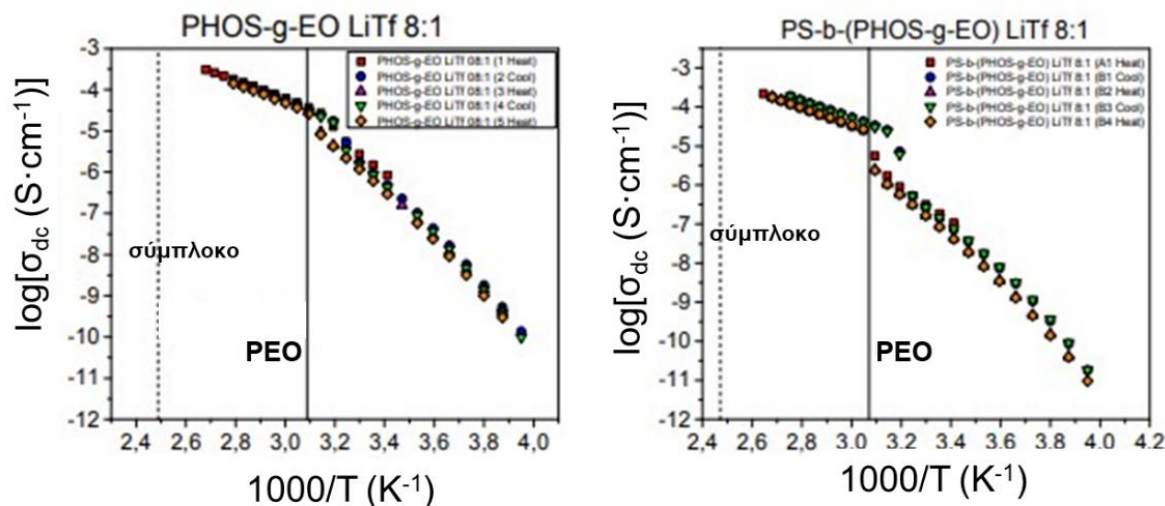 PHOS-g-EO LiTf 8:1
log[σdc (S·cm-1)]
-3
-4
-5
-6
-7
-8
-9
-10
-11
-12
PHOS-g-EO LiTf 08:1 (1 Heat)
PHOS-g-EO LiTf 08:1 (2 Cool)
PHOS-g-EO LiTf 08:1 (3 Heat)
PHOS-g-EO LiTf 08:1 (4 Cool)
PHOS-g-EO LiTf 08:1 (5 Heat)
σύμπλοκο
PEO
2,4 2,6 2,8 3,0 3,2 3,4 3,6 3,8 4,0
1000/T (K-1)
PS-b-(PHOS-g-EO) LiTf 8:1
log[σdc (S·cm-1)]
-3
-4
-5
-6
-7
-8
-9
-10
-11
-12
PS-b-(PHOS-g-EO) LiTf 8:1 (A1 Heat)
PS-b-(PHOS-g-EO) LiTf 8:1 (B1 Cool)
PS-b-(PHOS-g-EO) LiTf 8:1 (B2 Heat)
PS-b-(PHOS-g-EO) LiTf 8:1 (B3 Cool)
PS-b-(PHOS-g-EO) LiTf 8:1 (B4 Heat)
σύμπλοκο
PEO
2,4 2,6 2,8 3.0 3.2 3.4 3.6 3.8 4.0 4.2
1000/T (K-1)